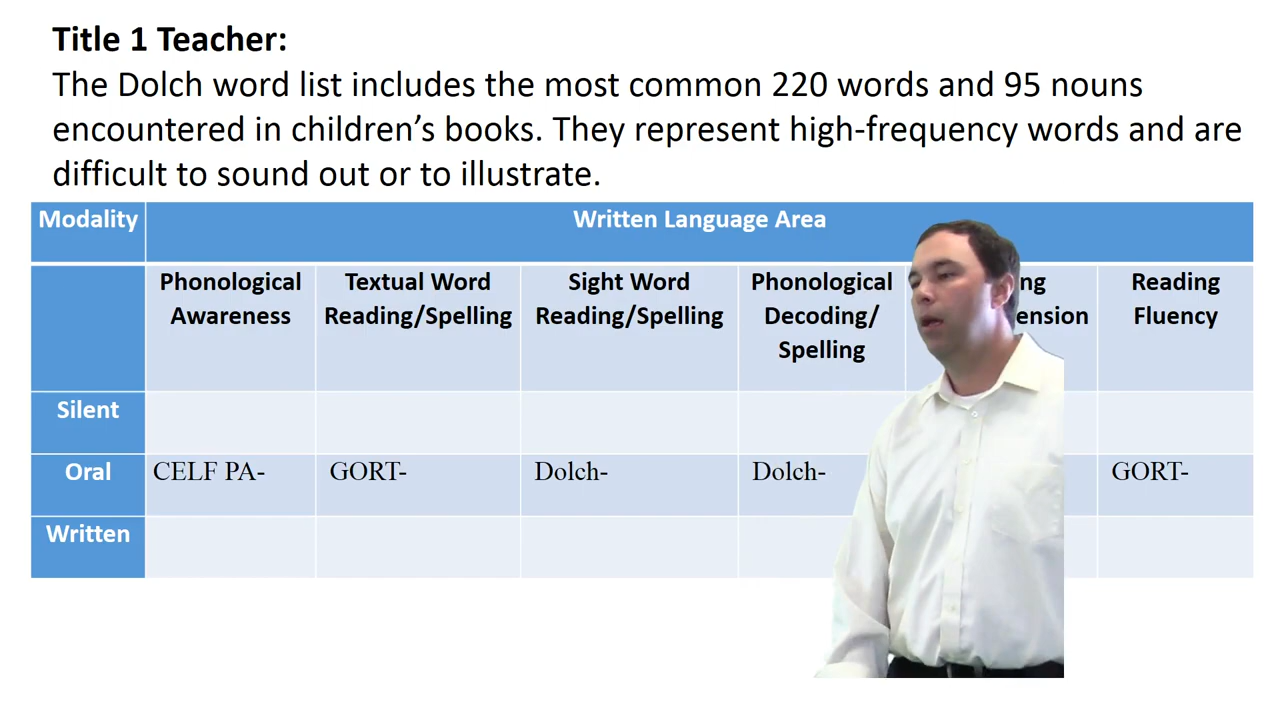 Title 1 Teacher:
The Dolch word list includes the most common 220 words and 95 nouns
encountered in children's books. They represent high-frequency words and are
difficult to sound out or to illustrate.
Modality Written Language Area
Phonological Textual Word Sight Word Phonological Reading
Awareness Reading/Spelling Reading/Spelling Decoding/ Fluency
Spelling
Silent
Oral CELF PA- GORT- Dolch- Dolch- GORT-
Written